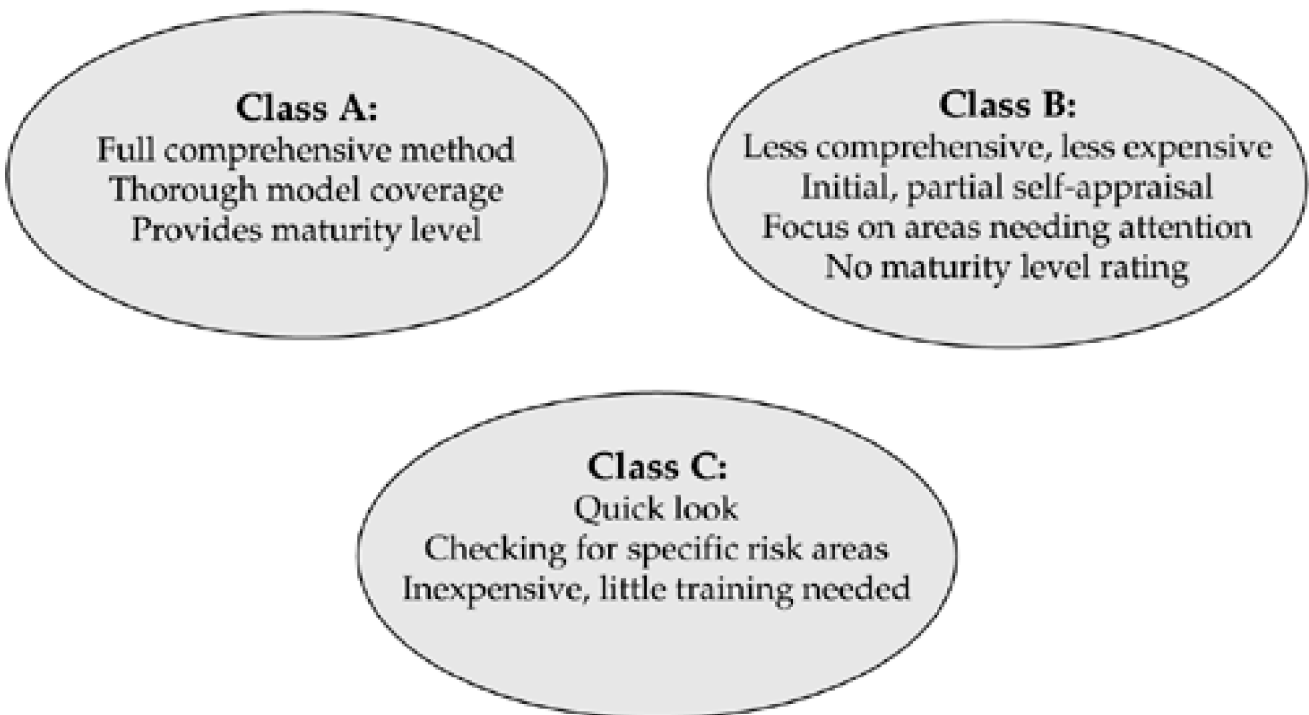 Class A:
Full comprehensive method
Thorough model coverage
Provides maturity level
Class B:
Less comprehensive, less expensive
Initial, partial self-appraisal
Focus on areas needing attention
No maturity level rating
Class C:
Quick look
Checking for specific risk areas
Inexpensive, little training needed